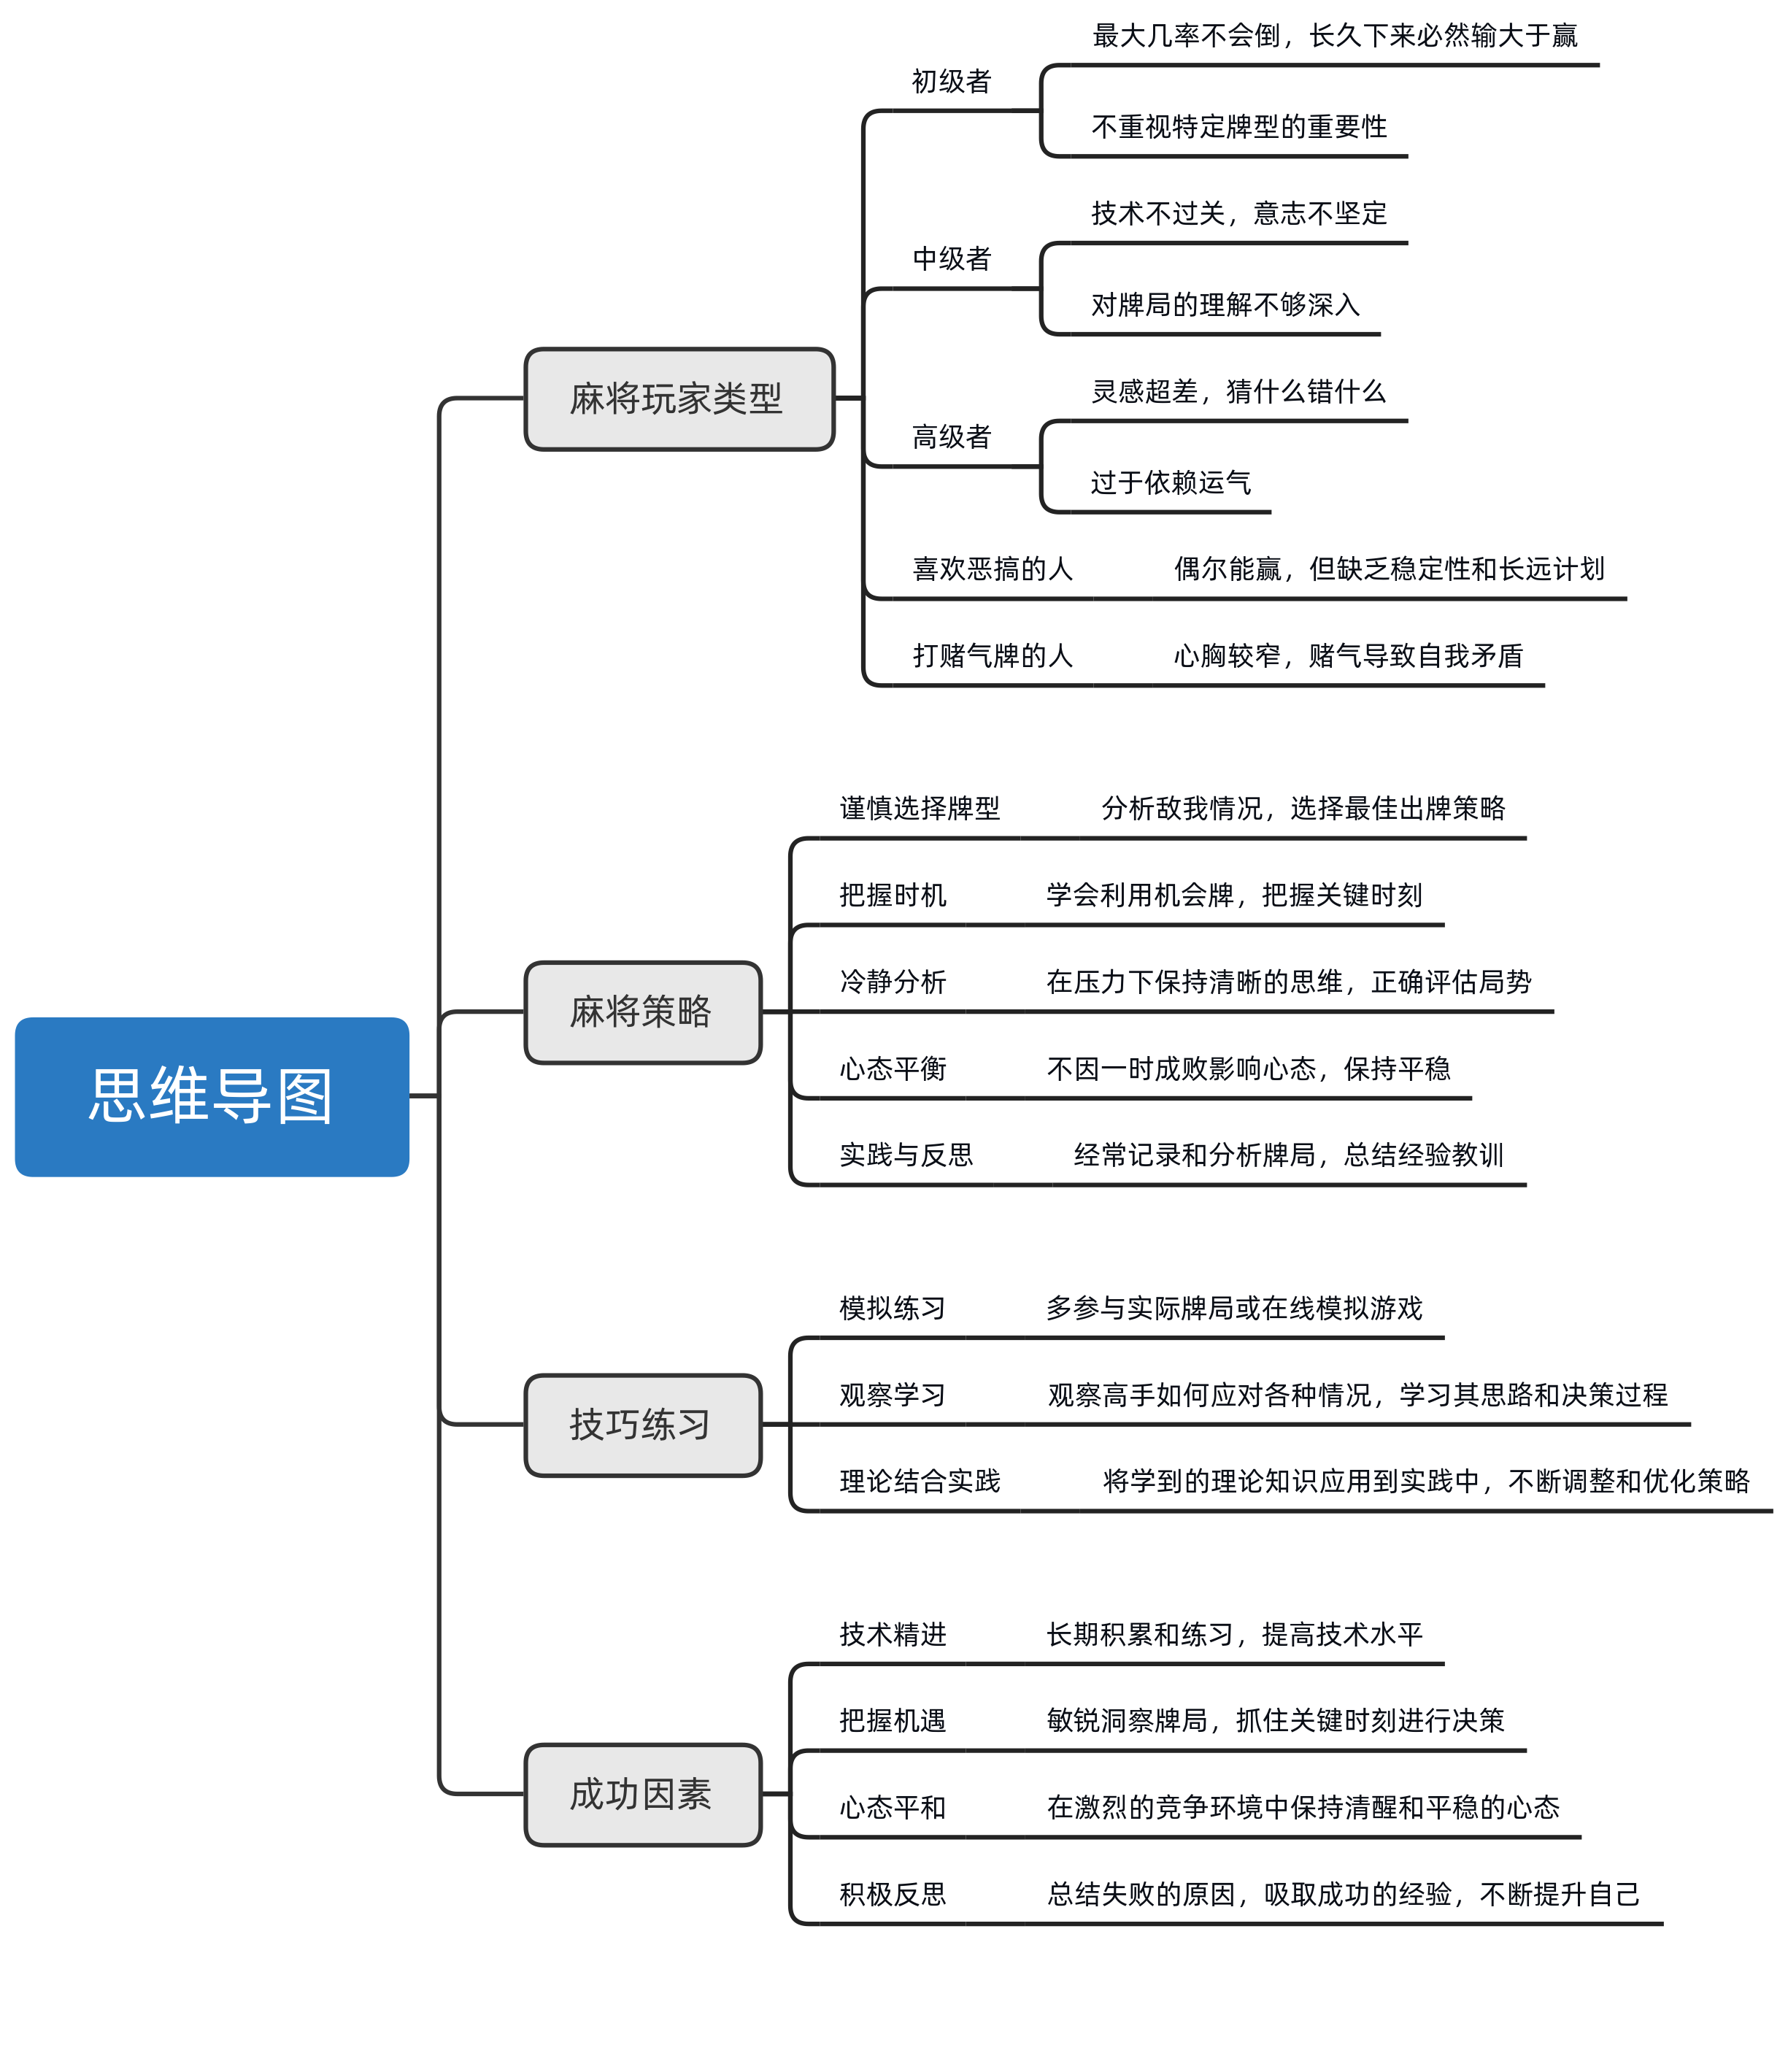 思维导图
麻将玩家类型
初级者
最大几率不会倒，长久下来必然输大于赢
不重视特定牌型的重要性
中级者
技术不过关，意志不坚定
对牌局的理解不够深入
高级者
灵感超差，猜什么错什么
过于依赖运气
喜欢恶搞的人
偶尔能赢，但缺乏稳定性和长远计划
打赌气牌的人
心胸较窄，赌气导致自我矛盾
麻将策略
谨慎选择牌型
分析敌我情况，选择最佳出牌策略
把握时机
学会利用机会牌，把握关键时刻
冷静分析
在压力下保持清晰的思维，正确评估局势
心态平衡
不因一时成败影响心态，保持平稳
实践与反思
经常记录和分析牌局，总结经验教训
技巧练习
模拟练习
多参与实际牌局或在线模拟游戏
观察学习
观察高手如何应对各种情况，学习其思路和决策过程
理论结合实践
将学到的理论知识应用到实践中，不断调整和优化策略
成功因素
技术精进
长期积累和练习，提高技术水平
把握机遇
敏锐洞察牌局，抓住关键时刻进行决策
心态平和
在激烈的竞争环境中保持清醒和平稳的心态
积极反思
总结失败的原因，吸取成功的经验，不断提升自己